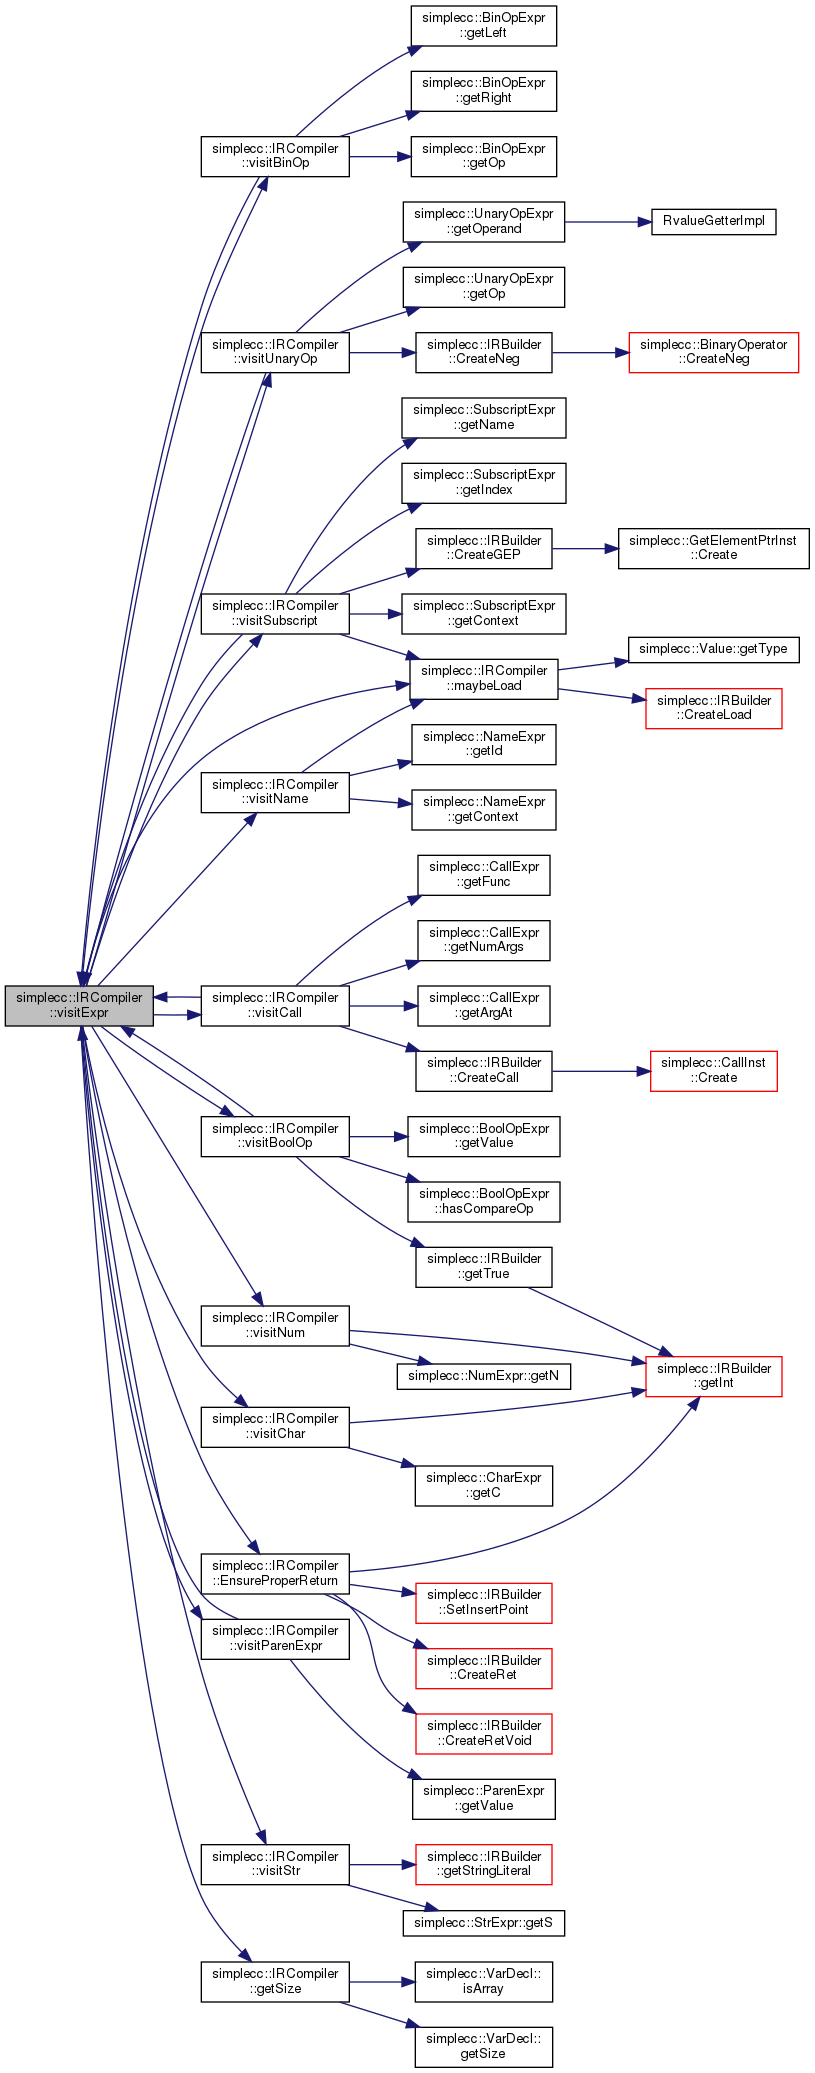 simplecc::BinOpExpr
::getLeft
simplecc::BinOpExpr
::getRight
simplecc::IRCompiler
::visitBinOp
simplecc::BinOpExpr
::getOp
simplecc::UnaryOpExpr
::getOperand
RvalueGetterImpl
simplecc::UnaryOpExpr
::getOp
simplecc::IRCompiler
::visitUnaryOp
simplecc::IRBuilder
::CreateNeg
simplecc::BinaryOperator
::CreateNeg
simplecc::SubscriptExpr
::getName
simplecc::SubscriptExpr
::getIndex
simplecc::IRBuilder
::CreateGEP
simplecc::GetElementPtrInst
::Create
simplecc::IRCompiler
::visitSubscript
simplecc::SubscriptExpr
::getContext
simplecc::IRCompiler
::maybeLoad
simplecc::Value::getType
simplecc::IRBuilder
::CreateLoad
simplecc::NameExpr
::getId
simplecc::IRCompiler
::visitName
simplecc::NameExpr
::getContext
simplecc::CallExpr
::getFunc
simplecc::CallExpr
::getNumArgs
simplecc::IRCompiler
::visitExpr
simplecc::IRCompiler
::visitCall
simplecc::CallExpr
::getArgAt
simplecc::IRBuilder
::CreateCall
simplecc::CallInst
::Create
simplecc::IRCompiler
::visitBoolOp
simplecc::BoolOpExpr
::getValue
simplecc::BoolOpExpr
::hasCompareOp
simplecc::IRBuilder
::getTrue
simplecc::IRCompiler
::visitNum
simplecc::NumExpr::getN
simplecc::IRBuilder
::getInt
simplecc::IRCompiler
::visitChar
simplecc::CharExpr
::getC
simplecc::IRCompiler
::EnsureProperReturn
simplecc::IRBuilder
::SetInsertPoint
simplecc::IRCompiler
::visitParenExpr
simplecc::IRBuilder
::CreateRet
simplecc::IRBuilder
::CreateRetVoid
simplecc::ParenExpr
::getValue
simplecc::IRCompiler
::visitStr
simplecc::IRBuilder
::getStringLiteral
simplecc::StrExpr::getS
simplecc::IRCompiler
::getSize
simplecc::VarDecl::
isArray
simplecc::VarDecl::
getSize